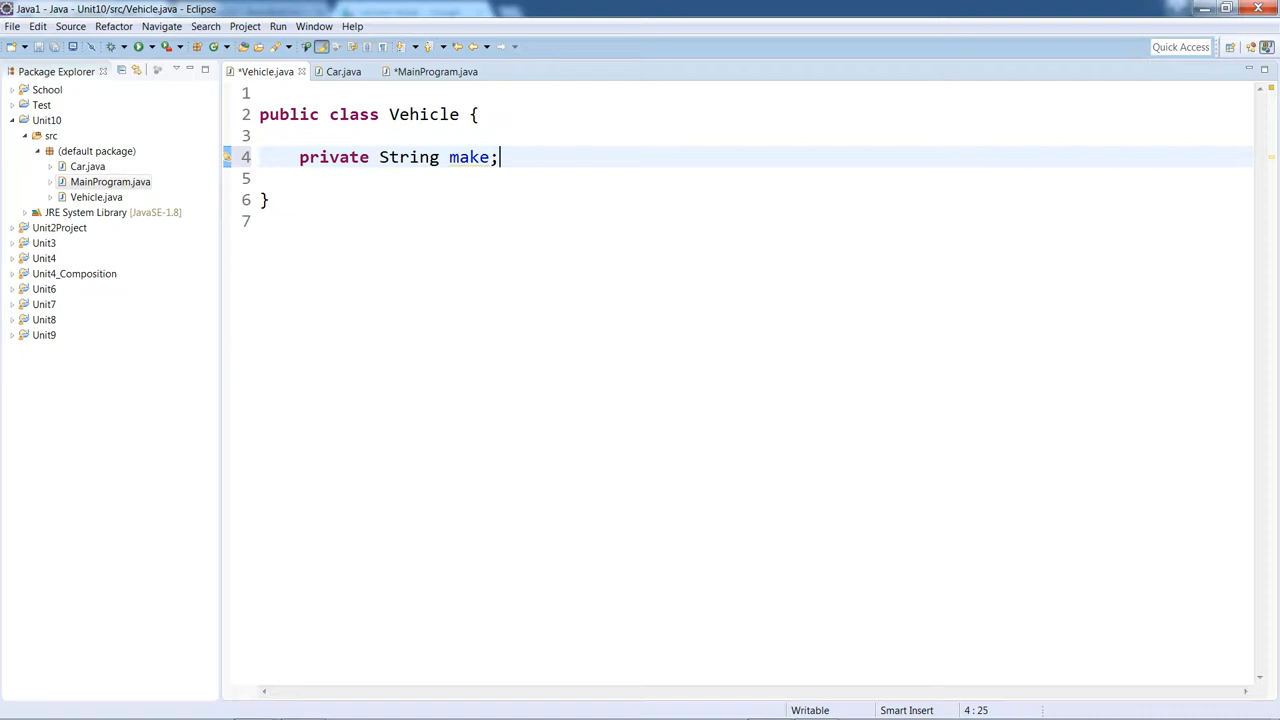 Java1 - Java - Unit10/src/Vehicle.java - Eclipse
File Edit Source Refactor Navigate Search Project Run Window Help
Quick Access
Package Explorer
*Vehicle.java Car.java *MainProgram.java
School
Test
Unit10
src
(default package)
Car.java
MainProgram.java
Vehicle.java
JRE System Library [JavaSE-1.8]
Unit2Project
Unit3
Unit4
Unit4_Composition
Unit6
Unit7
Unit8
Unit9
1
2 public class Vehicle {
3
4 private String make;
5
6 }
7
Writable Smart Insert 4 : 25